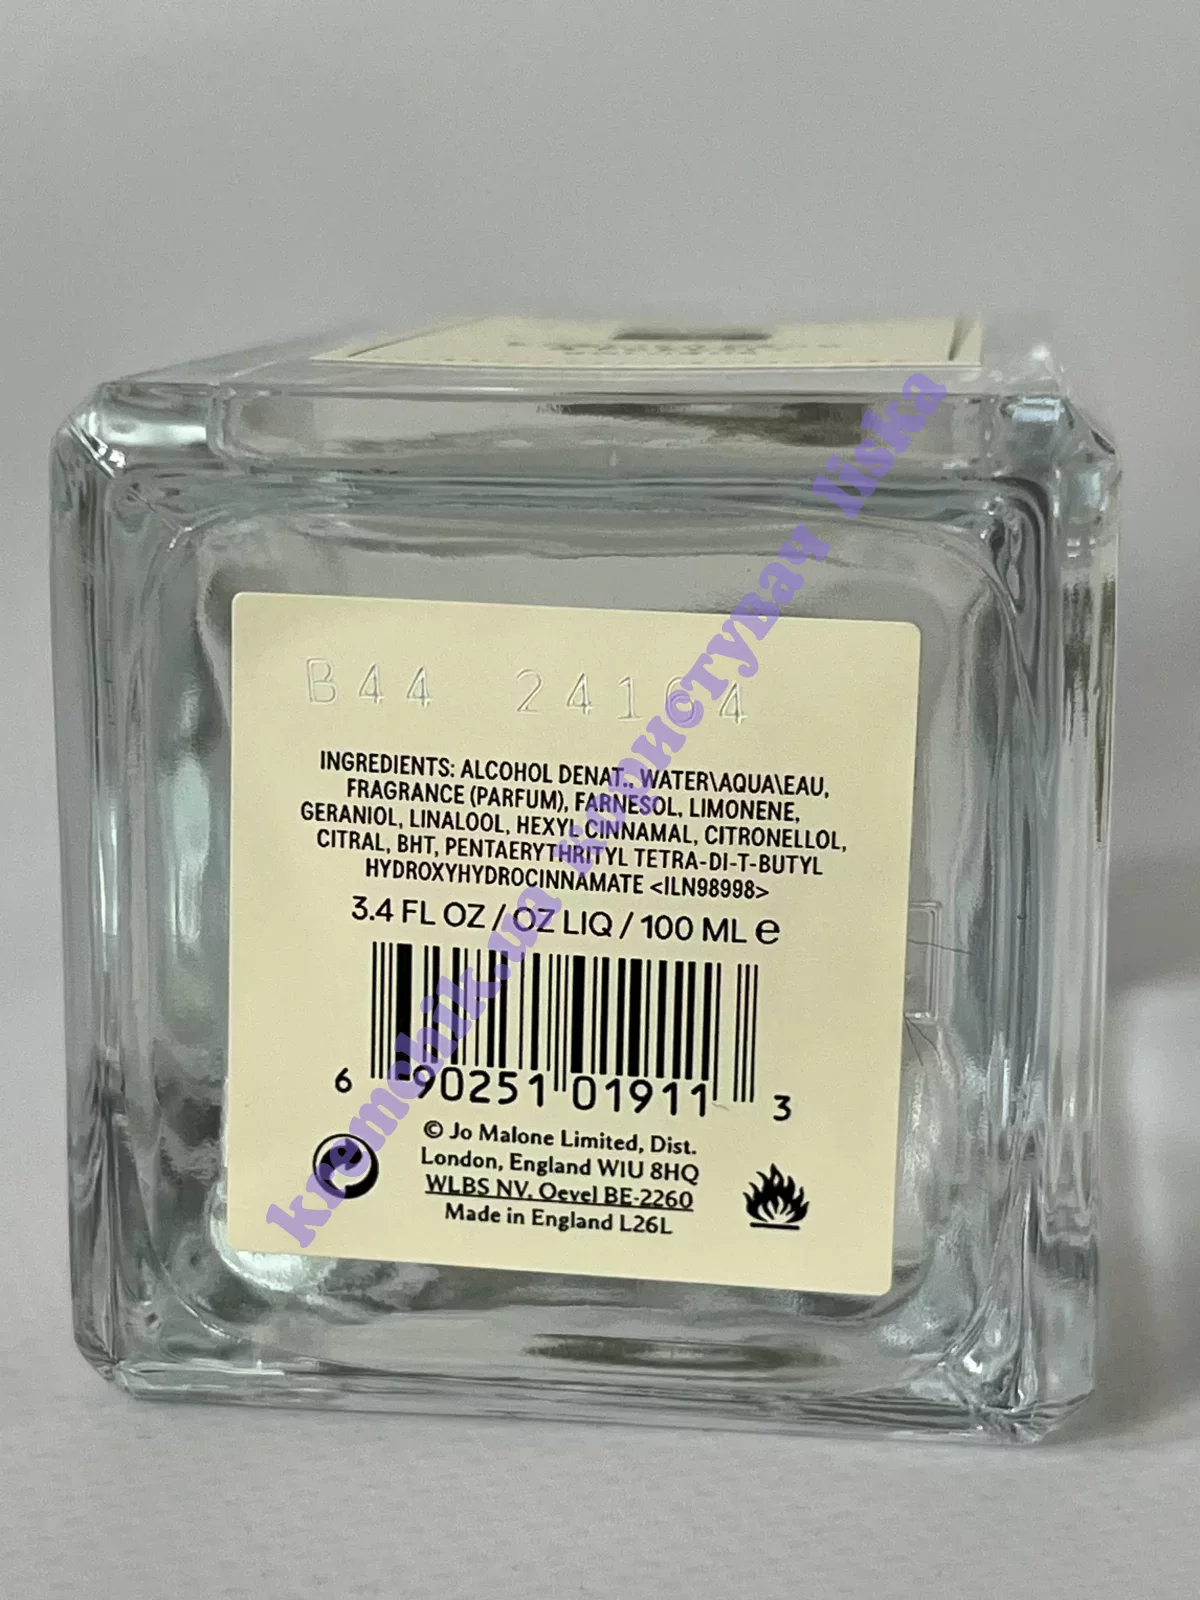 B44 24164
INGREDIENTS: ALCOHOL DENAT., WATER\AQUA\EAU,
FRAGRANCE (PARFUM), FARNESOL, LIMONENE,
GERANIOL, LINALOOL, HEXYL CINNAMAL, CITRONELLOL,
CITRAL, BHT, PENTAERYTHRITYL TETRA-DI-T-BUTYL
HYDROXYHYDROCINNAMATE <ILN98998>
3.4 FL OZ / OZ LIQ / 100 ML ℮
6 90251 01911 3
© Jo Malone Limited, Dist.
London, England W1U 8HQ
WLBS NV, Oevel BE-2260
Made in England L26L
kremchik.ua користувач liska